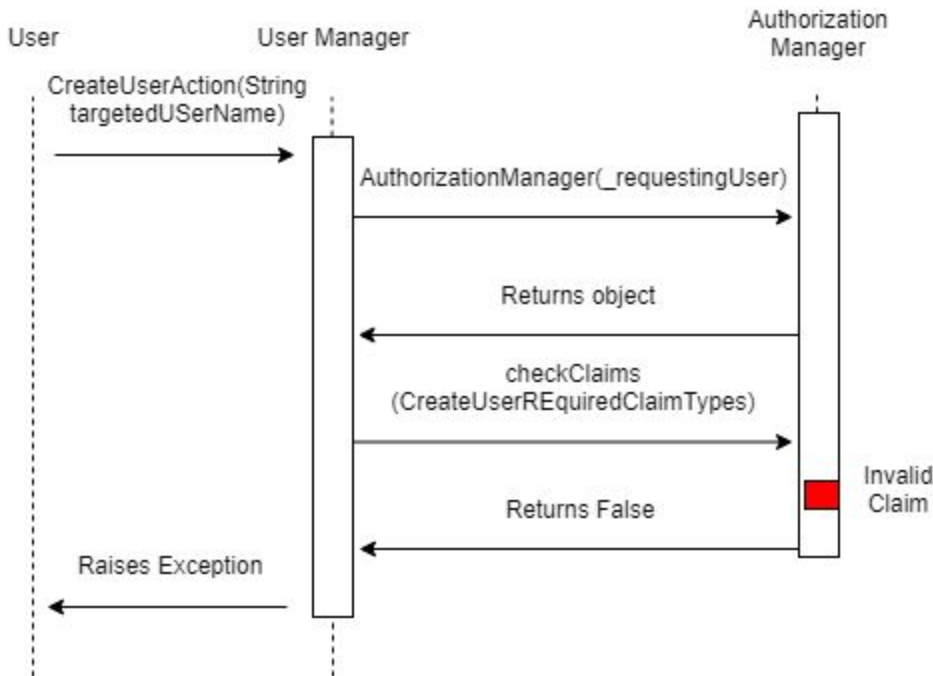 User
User Manager
Authorization
Manager
CreateUserAction(String
targetedUSerName)
AuthorizationManager(_requestingUser)
Returns object
checkClaims
(CreateUserREquiredClaimTypes)
Invalid
Claim
Returns False
Raises Exception